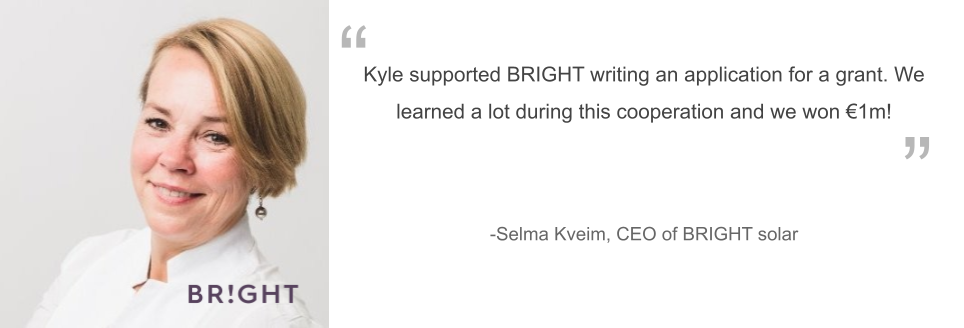 “
Kyle supported BRIGHT writing an application for a grant. We
learned a lot during this cooperation and we won €1m!
”
-Selma Kveim, CEO of BRIGHT solar
BR!GHT